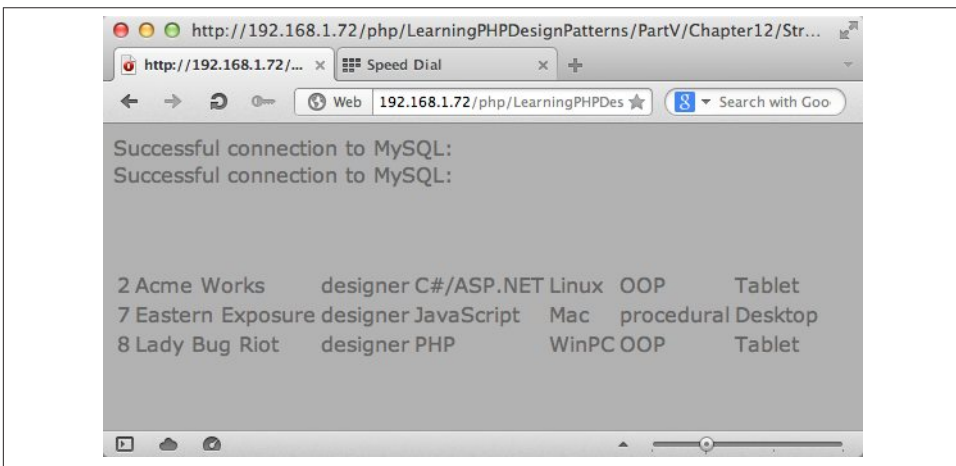 http://192.168.1.72/php/LearningPHPDesignPatterns/PartV/Chapter12/Str...
http://192.168.1.72/... × Speed Dial × +
Web 192.168.1.72/php/LearningPHPDes 8 Search with Goo
Successful connection to MySQL:
Successful connection to MySQL:
2 Acme Works designer C#/ASP.NET Linux OOP Tablet
7 Eastern Exposure designer JavaScript Mac procedural Desktop
8 Lady Bug Riot designer PHP WinPC OOP Tablet